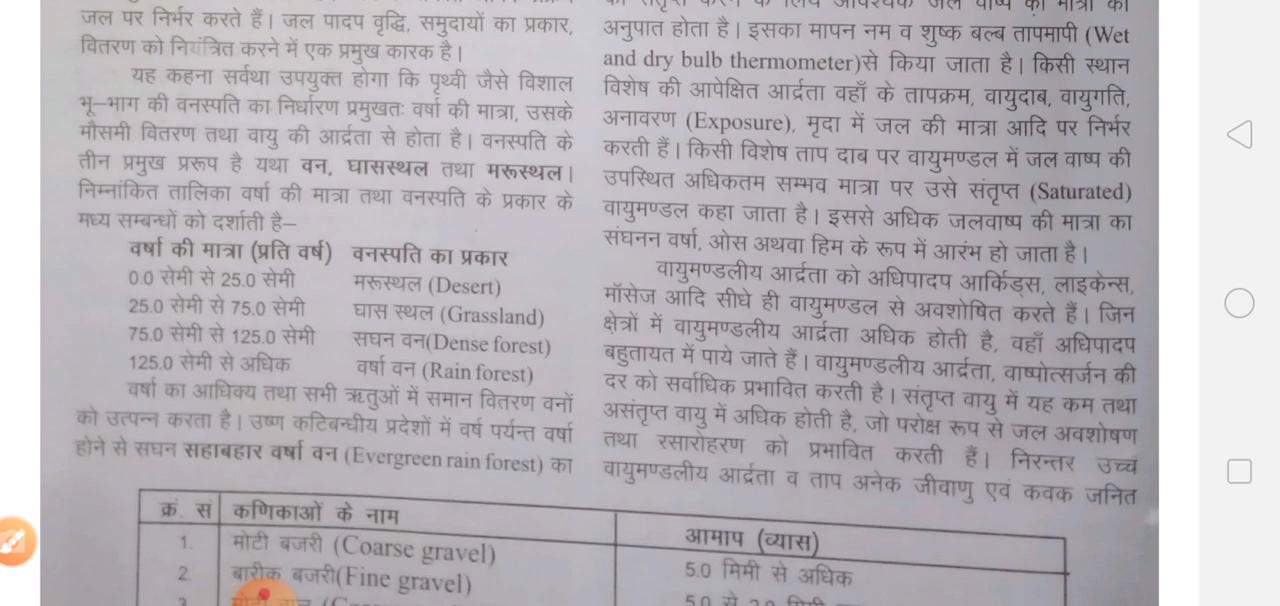 जल पर निर्भर करते हैं। जल पादप वृद्धि, समुदायों का प्रकार,
वितरण को नियंत्रित करने में एक प्रमुख कारक है।
यह कहना सर्वथा उपयुक्त होगा कि पृथ्वी जैसे विशाल
भू–भाग की वनस्पति का निर्धारण प्रमुखतः वर्षा की मात्रा, उसके
मौसमी वितरण तथा वायु की आर्द्रता से होता है। वनस्पति के
तीन प्रमुख प्ररूप है यथा वन, घासस्थल तथा मरूस्थल।
निम्नांकित तालिका वर्षा की मात्रा तथा वनस्पति के प्रकार के
मध्य सम्बन्धों को दर्शाती है–
वर्षा की मात्रा (प्रति वर्ष) वनस्पति का प्रकार
0.0 सेमी से 25.0 सेमी मरूस्थल (Desert)
25.0 सेमी से 75.0 सेमी घास स्थल (Grassland)
75.0 सेमी से 125.0 सेमी सघन वन(Dense forest)
125.0 सेमी से अधिक वर्षा वन (Rain forest)
वर्षा का आधिक्य तथा सभी ऋतुओं में समान वितरण वनों
को उत्पन्न करता है। उष्ण कटिबन्धीय प्रदेशों में वर्ष पर्यन्त वर्षा
होने से सघन सहाबहार वर्षा वन (Evergreen rain forest) का
अनुपात होता है। इसका मापन नम व शुष्क बल्ब तापमापी (Wet
and dry bulb thermometer)से किया जाता है। किसी स्थान
विशेष की आपेक्षित आर्द्रता वहाँ के तापक्रम, वायुदाब, वायुगति,
अनावरण (Exposure), मृदा में जल की मात्रा आदि पर निर्भर
करती हैं। किसी विशेष ताप दाब पर वायुमण्डल में जल वाष्प की
उपस्थित अधिकतम सम्भव मात्रा पर उसे संतृप्त (Saturated)
वायुमण्डल कहा जाता है। इससे अधिक जलवाष्प की मात्रा का
संघनन वर्षा, ओस अथवा हिम के रूप में आरंभ हो जाता है।
वायुमण्डलीय आर्द्रता को अधिपादप आर्किड्स, लाइकेन्स,
मॉसेज आदि सीधे ही वायुमण्डल से अवशोषित करते हैं। जिन
क्षेत्रों में वायुमण्डलीय आर्द्रता अधिक होती है, वहाँ अधिपादप
बहुतायत में पाये जाते हैं। वायुमण्डलीय आर्द्रता, वाष्पोत्सर्जन की
दर को सर्वाधिक प्रभावित करती है। संतृप्त वायु में यह कम तथा
असंतृप्त वायु में अधिक होती है, जो परोक्ष रूप से जल अवशोषण
तथा रसारोहरण को प्रभावित करती हैं। निरन्तर उच्च
वायुमण्डलीय आर्द्रता व ताप अनेक जीवाणु एवं कवक जनित
क्रं. सं कणिकाओं के नाम आमाप (व्यास)
1. मोटी बजरी (Coarse gravel) 5.0 मिमी से अधिक
2. बारीक बजरी(Fine gravel)